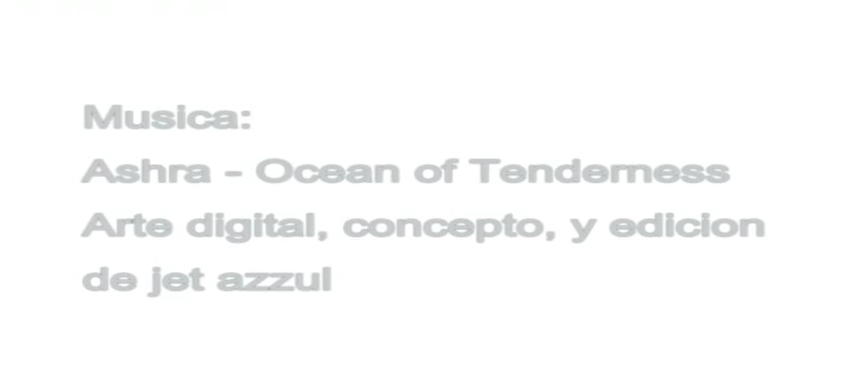 Musica:
Ashra - Ocean of Tenderness
Arte digital, concepto, y edicion
de jet azzul